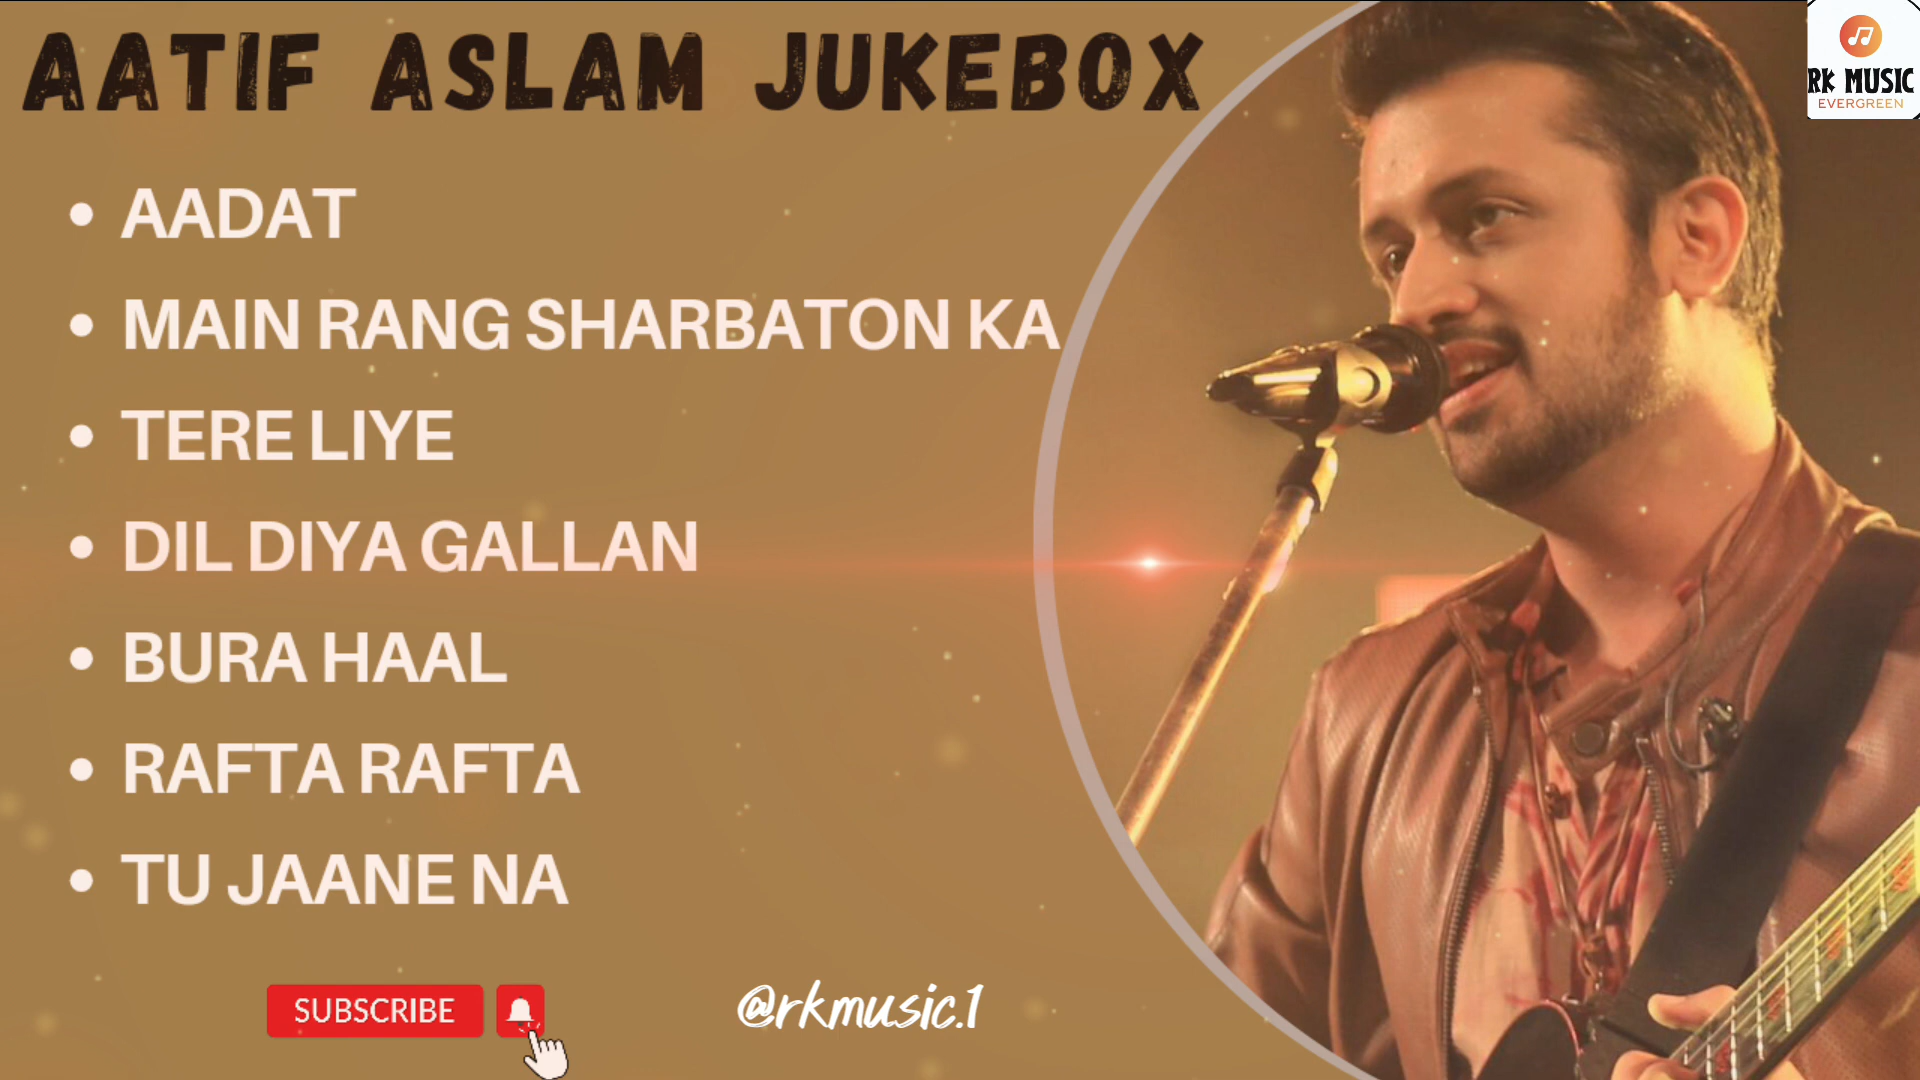 AATIF ASLAM JUKEBOX
RK MUSIC
EVERGREEN
• AADAT
• MAIN RANG SHARBATON KA
• TERE LIYE
• DIL DIYA GALLAN
• BURA HAAL
• RAFTA RAFTA
• TU JAANE NA
SUBSCRIBE
@rkmusic.1